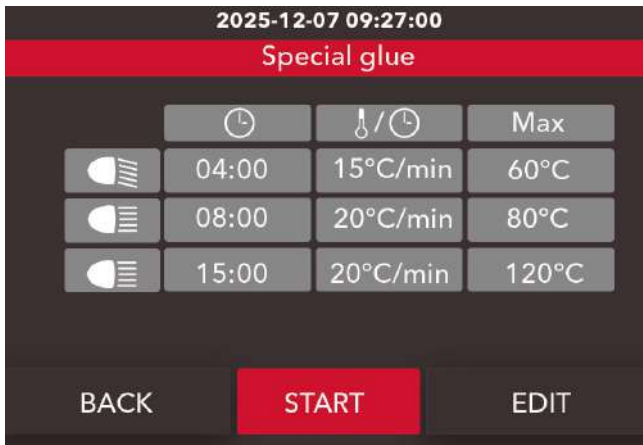 2025-12-07 09:27:00
Special glue
/ Max
04:00 15°C/min 60°C
08:00 20°C/min 80°C
15:00 20°C/min 120°C
BACK START EDIT